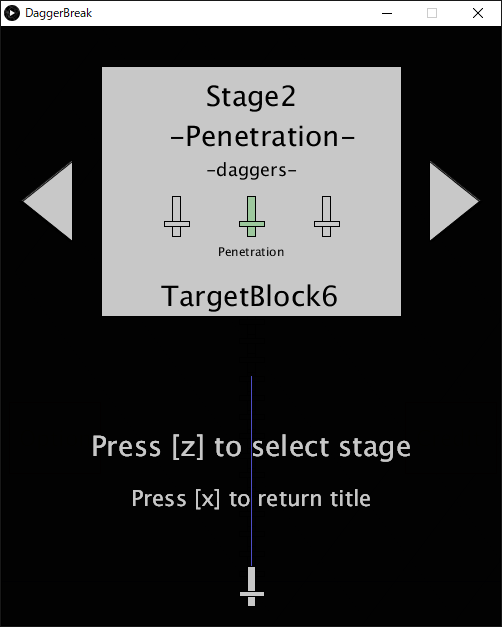 DaggerBreak
Stage2
-Penetration-
-daggers-
Penetration
TargetBlock6
Press [z] to select stage
Press [x] to return title